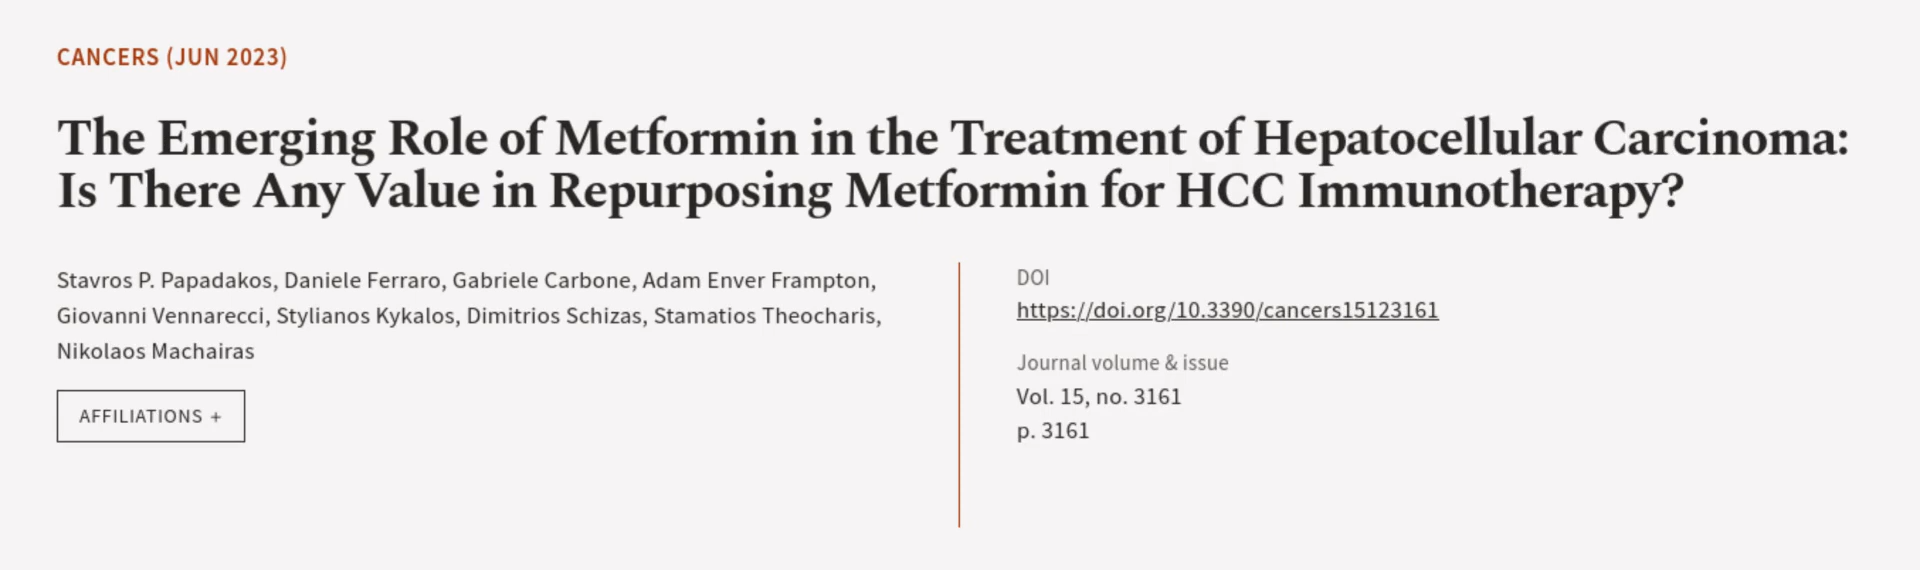 CANCERS (JUN 2023)
The Emerging Role of Metformin in the Treatment of Hepatocellular Carcinoma:
Is There Any Value in Repurposing Metformin for HCC Immunotherapy?
Stavros P. Papadakos, Daniele Ferraro, Gabriele Carbone, Adam Enver Frampton,
Giovanni Vennarecci, Stylianos Kykalos, Dimitrios Schizas, Stamatios Theocharis,
Nikolaos Machairas
AFFILIATIONS +
DOI
https://doi.org/10.3390/cancers15123161
Journal volume & issue
Vol. 15, no. 3161
p. 3161